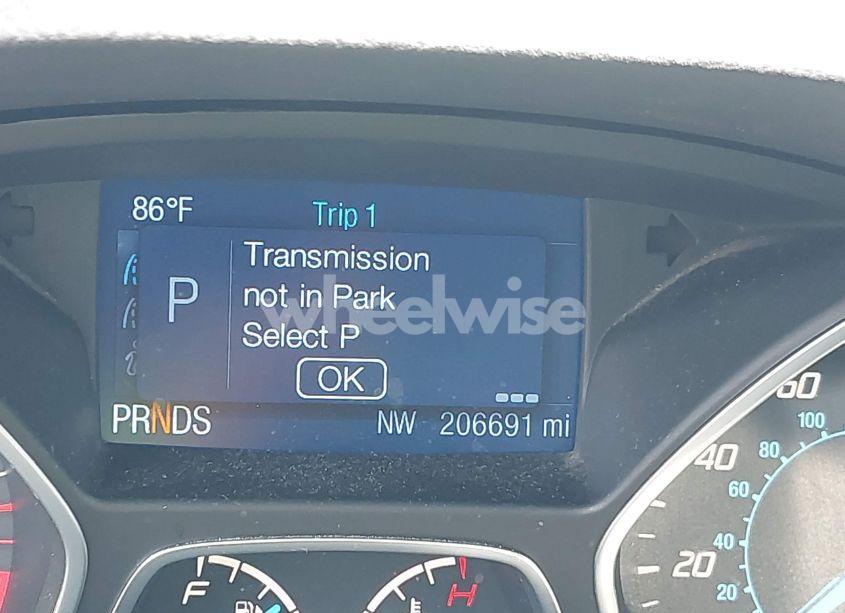 86°F Trip 1
P
Transmission
not in Park
Select P
OK
wheelwise
PRNDS NW 206691 mi
60
100
40 80
60
40
20 20
F H